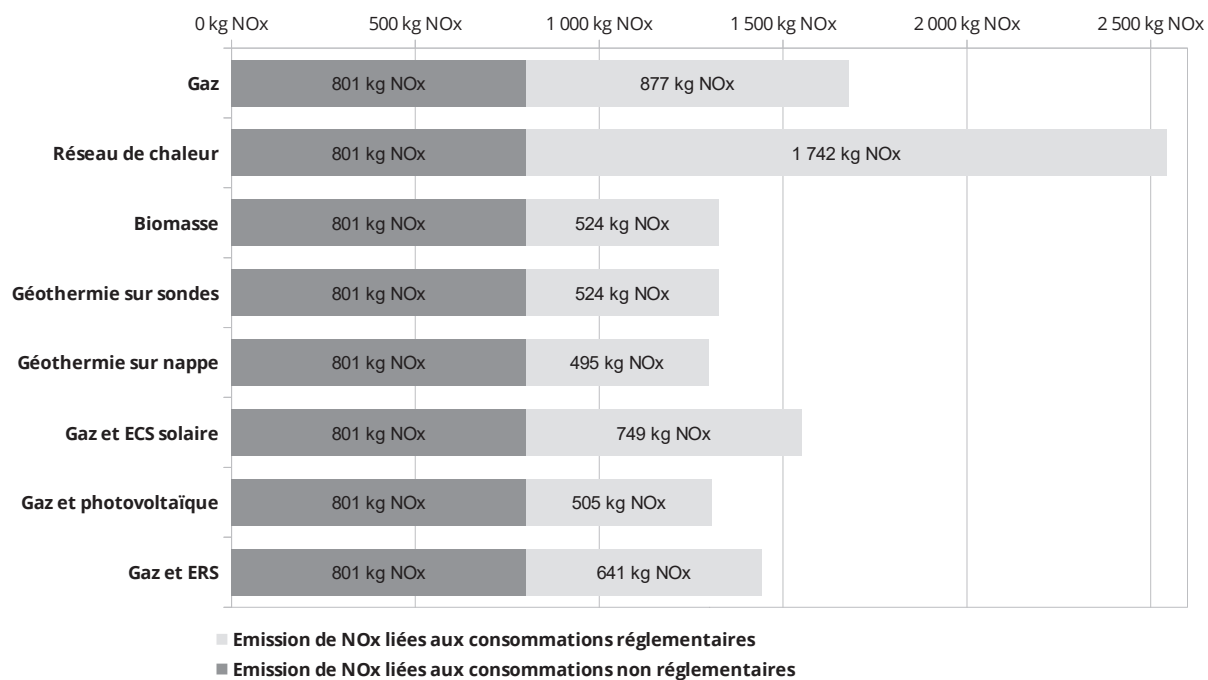 0 kg NOx 500 kg NOx 1 000 kg NOx 1 500 kg NOx 2 000 kg NOx 2 500 kg NOx
Gaz 801 kg NOx 877 kg NOx
Réseau de chaleur 801 kg NOx 1 742 kg NOx
Biomasse 801 kg NOx 524 kg NOx
Géothermie sur sondes 801 kg NOx 524 kg NOx
Géothermie sur nappe 801 kg NOx 495 kg NOx
Gaz et ECS solaire 801 kg NOx 749 kg NOx
Gaz et photovoltaïque 801 kg NOx 505 kg NOx
Gaz et ERS 801 kg NOx 641 kg NOx
Emission de NOx liées aux consommations réglementaires
Emission de NOx liées aux consommations non réglementaires